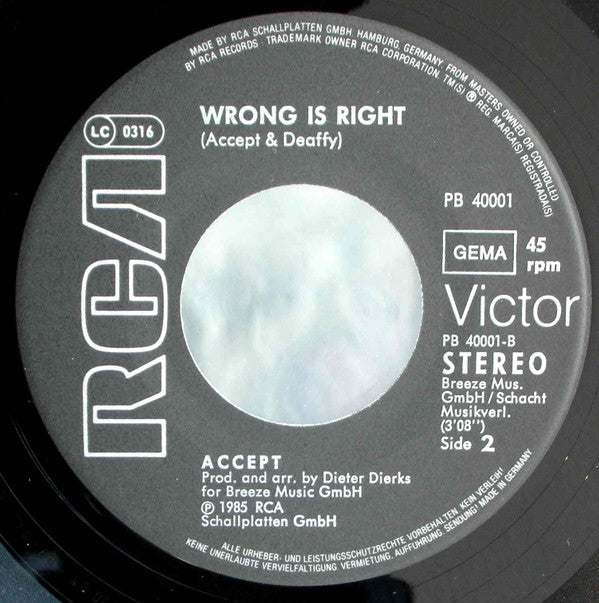 MADE BY RCA SCHALLPLATTEN GMBH, HAMBURG, GERMANY, FROM MASTERS OWNED OR CONTROLLED
BY RCA RECORDS · TRADEMARK OWNER RCA CORPORATION. TM(S) ® REG. MARCA(S) REGISTRADA(S)
RCA
LC 0316
WRONG IS RIGHT
(Accept & Deaffy)
PB 40001
GEMA
45
rpm
Victor
PB 40001-B
STEREO
Breeze Mus.
GmbH/Schacht
Musikverl.
(3'08'')
Side 2
ACCEPT
Prod. and arr. by Dieter Dierks
for Breeze Music GmbH
℗ 1985 RCA
Schallplatten GmbH
ALLE URHEBER- UND LEISTUNGSSCHUTZRECHTE VORBEHALTEN. KEIN VERLEIH!
KEINE UNERLAUBTE VERVIELFÄLTIGUNG, VERMIETUNG, AUFFÜHRUNG, SENDUNG! MADE IN GERMANY